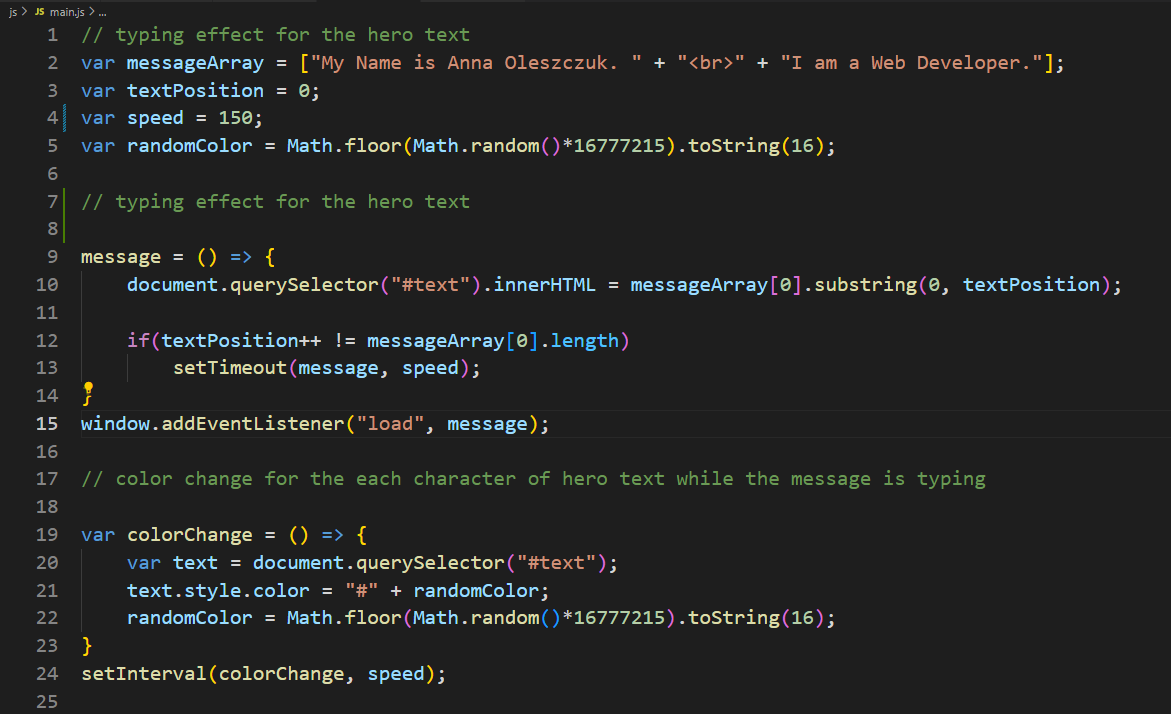 js > JS main.js > ...
1 // typing effect for the hero text
2 var messageArray = ["My Name is Anna Oleszczuk. " + "<br>" + "I am a Web Developer."];
3 var textPosition = 0;
4 var speed = 150;
5 var randomColor = Math.floor(Math.random()*16777215).toString(16);
6
7 // typing effect for the hero text
8
9 message = () => {
10     document.querySelector("#text").innerHTML = messageArray[0].substring(0, textPosition);
11
12     if(textPosition++ != messageArray[0].length)
13         setTimeout(message, speed);
14 }
15 window.addEventListener("load", message);
16
17 // color change for the each character of hero text while the message is typing
18
19 var colorChange = () => {
20     var text = document.querySelector("#text");
21     text.style.color = "#" + randomColor;
22     randomColor = Math.floor(Math.random()*16777215).toString(16);
23 }
24 setInterval(colorChange, speed);
25